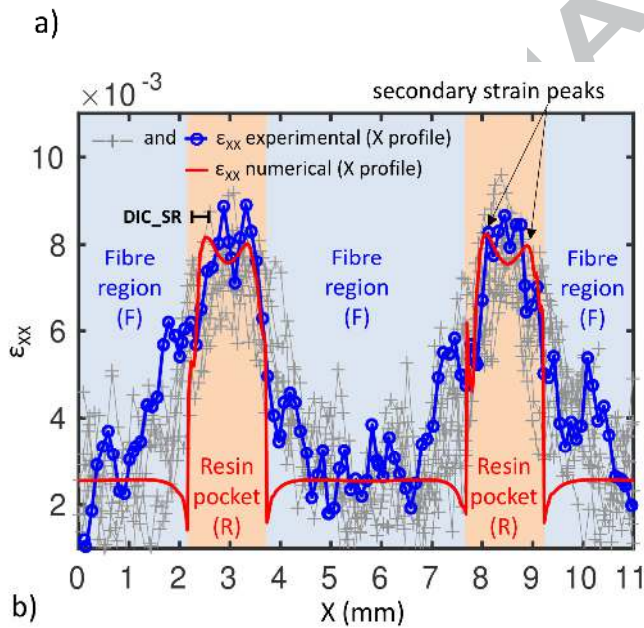 a)
× 10⁻³
secondary strain peaks
+ and o εXX experimental (X profile)
εXX numerical (X profile)
DIC_SR
Fibre region (F)
Fibre region (F)
Fibre region (F)
Resin pocket (R)
Resin pocket (R)
εXX
10
8
6
4
2
0 1 2 3 4 5 6 7 8 9 10 11
X (mm)
b)